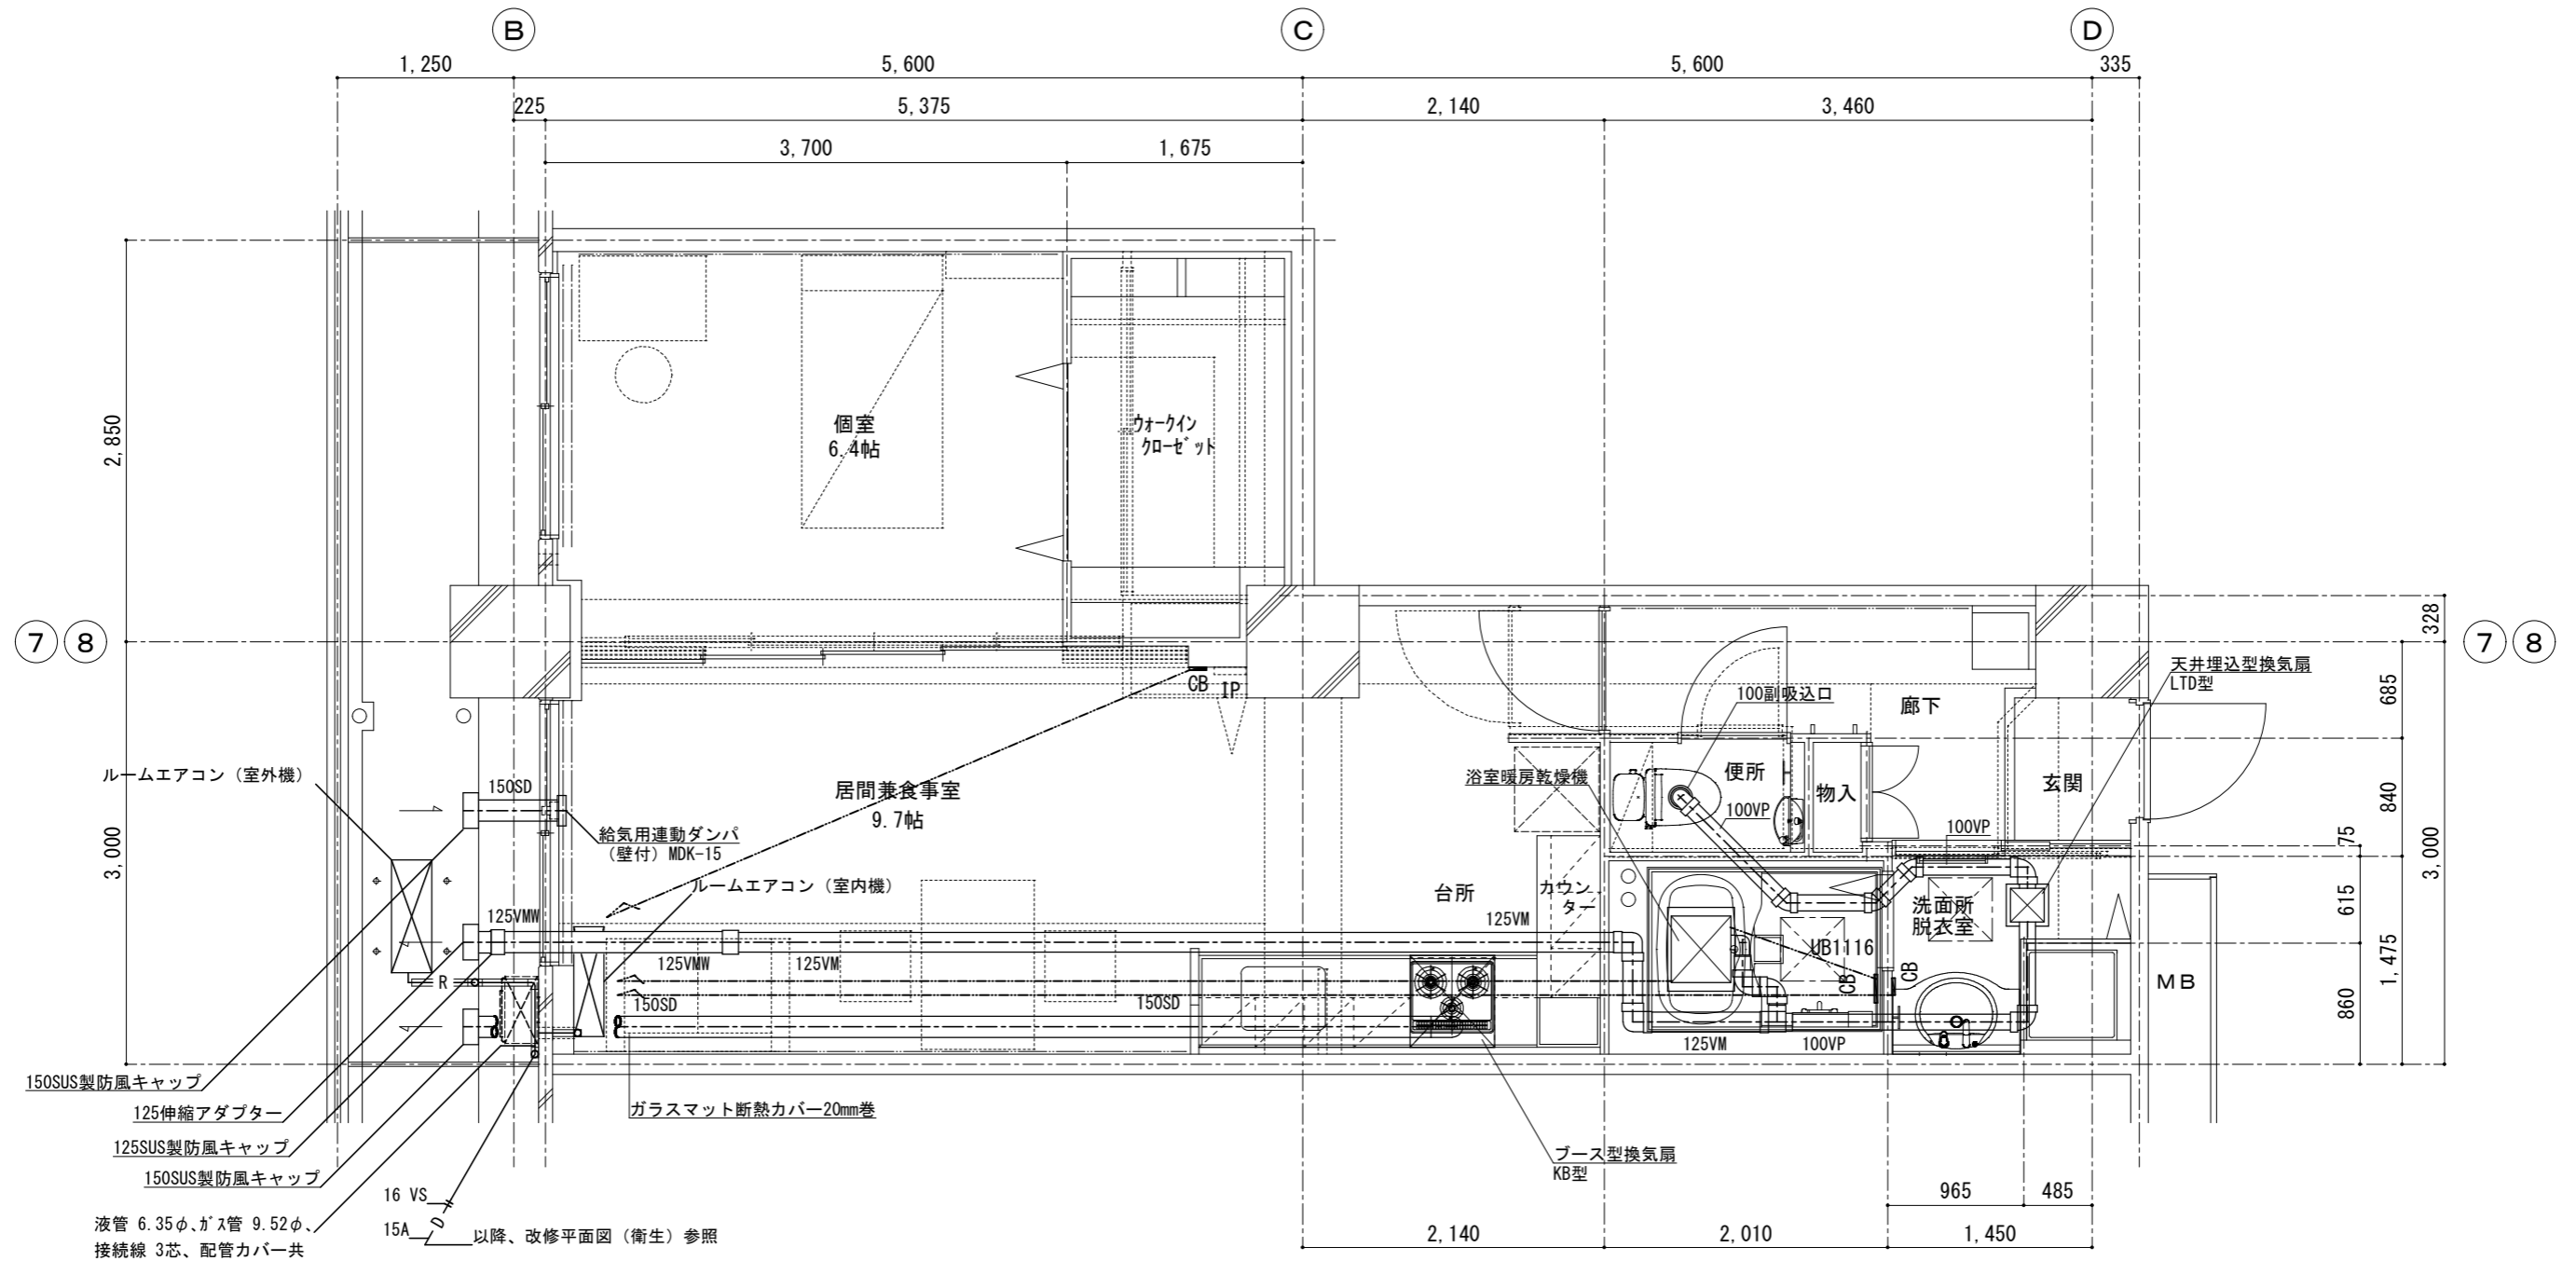 B
C
D
1,250
5,600
5,600
335
225
5,375
2,140
3,460
3,700
1,675
2,850
3,000
個室
6.4帖
ウォークイン
クローゼット
7
8
7
8
328
685
840
75
615
860
1,475
3,000
CB
IP
天井埋込型換気扇
LTD型
100副吸込口
廊下
ルームエアコン（室外機）
150SD
居間兼食事室
9.7帖
浴室暖房乾燥機
便所
物入
玄関
100VP
100VP
給気用連動ダンパ
（壁付）MDK-15
ルームエアコン（室内機）
台所
カウン
ター
125VM
洗面所
脱衣室
125VMW
125VMW
125VM
UB1116
CB
CB
MB
R
150SD
150SD
125VM
100VP
150SUS製防風キャップ
125伸縮アダプター
125SUS製防風キャップ
150SUS製防風キャップ
ガラスマット断熱カバー20mm巻
ブース型換気扇
KB型
液管 6.35φ、ガス管 9.52φ、
接続線 3芯、配管カバー共
16 VS
15A
D
以降、改修平面図（衛生）参照
965
485
2,140
2,010
1,450